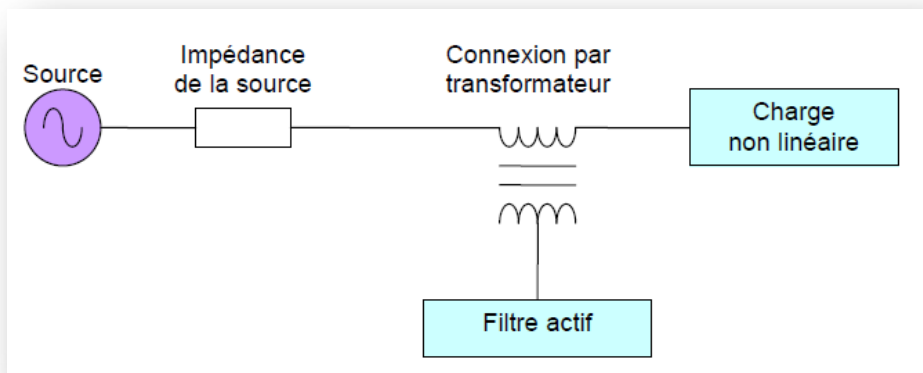 Source
Impédance
de la source
Connexion par
transformateur
Charge
non linéaire
Filtre actif